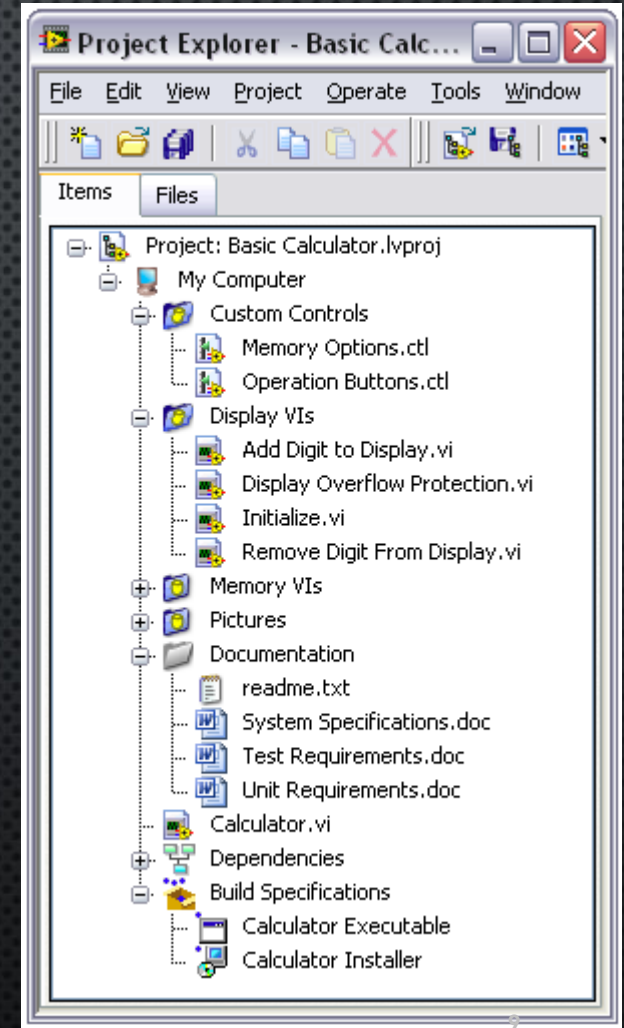 Project Explorer - Basic Calc...
File Edit View Project Operate Tools Window
Items Files
Project: Basic Calculator.lvproj
My Computer
Custom Controls
Memory Options.ctl
Operation Buttons.ctl
Display VIs
Add Digit to Display.vi
Display Overflow Protection.vi
Initialize.vi
Remove Digit From Display.vi
Memory VIs
Pictures
Documentation
readme.txt
System Specifications.doc
Test Requirements.doc
Unit Requirements.doc
Calculator.vi
Dependencies
Build Specifications
Calculator Executable
Calculator Installer